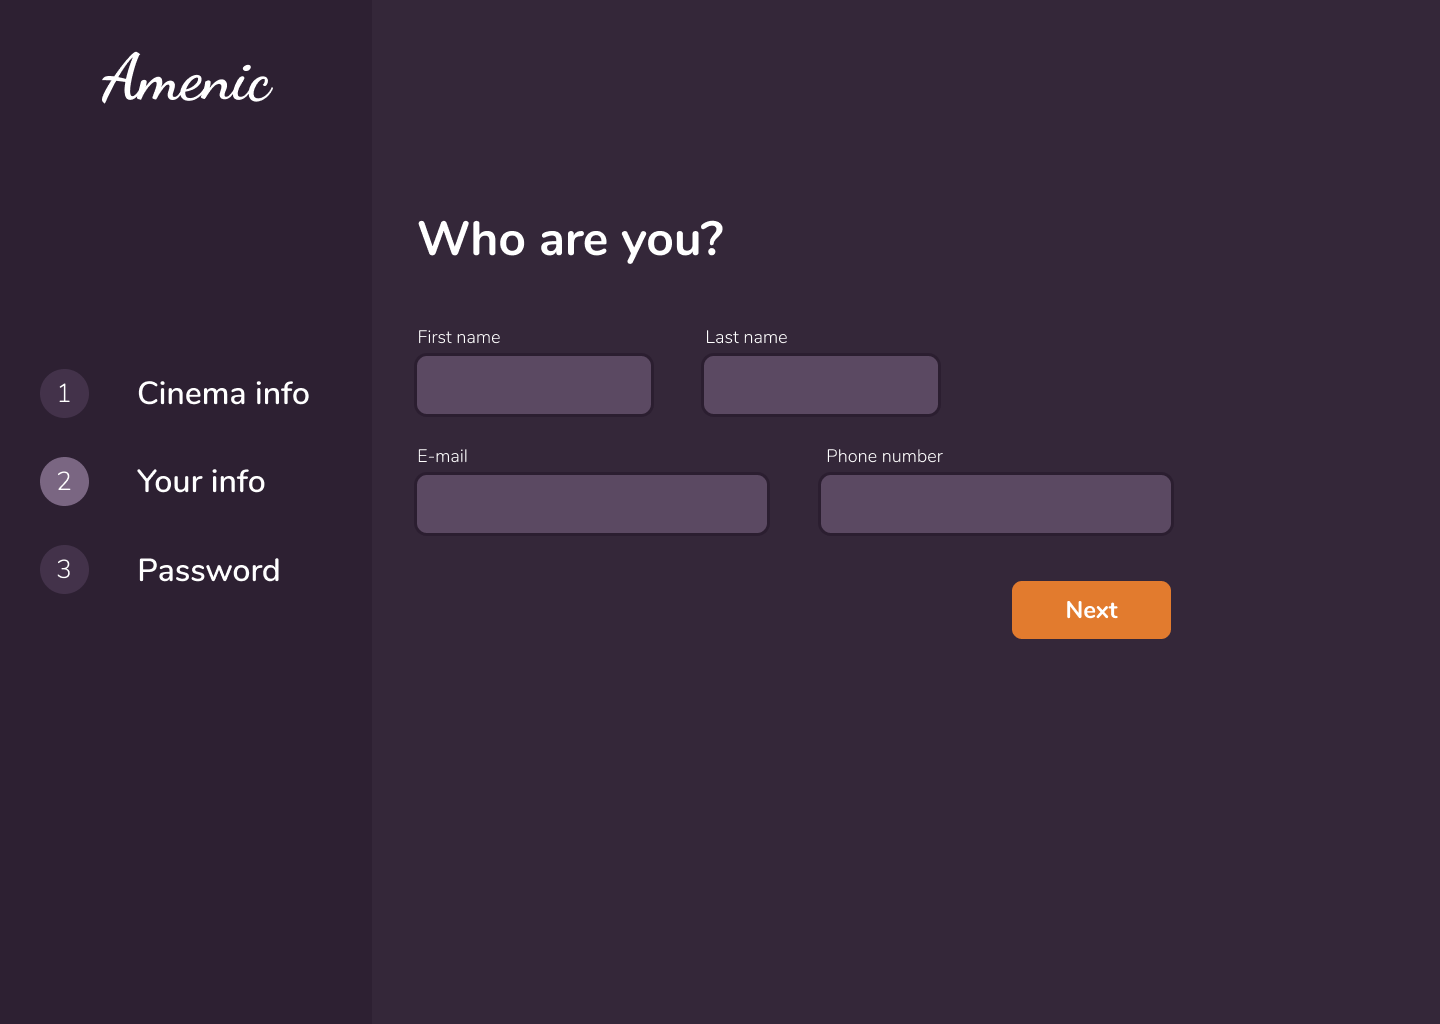 Amenic
1 Cinema info
2 Your info
3 Password
Who are you?
First name
Last name
E-mail
Phone number
Next